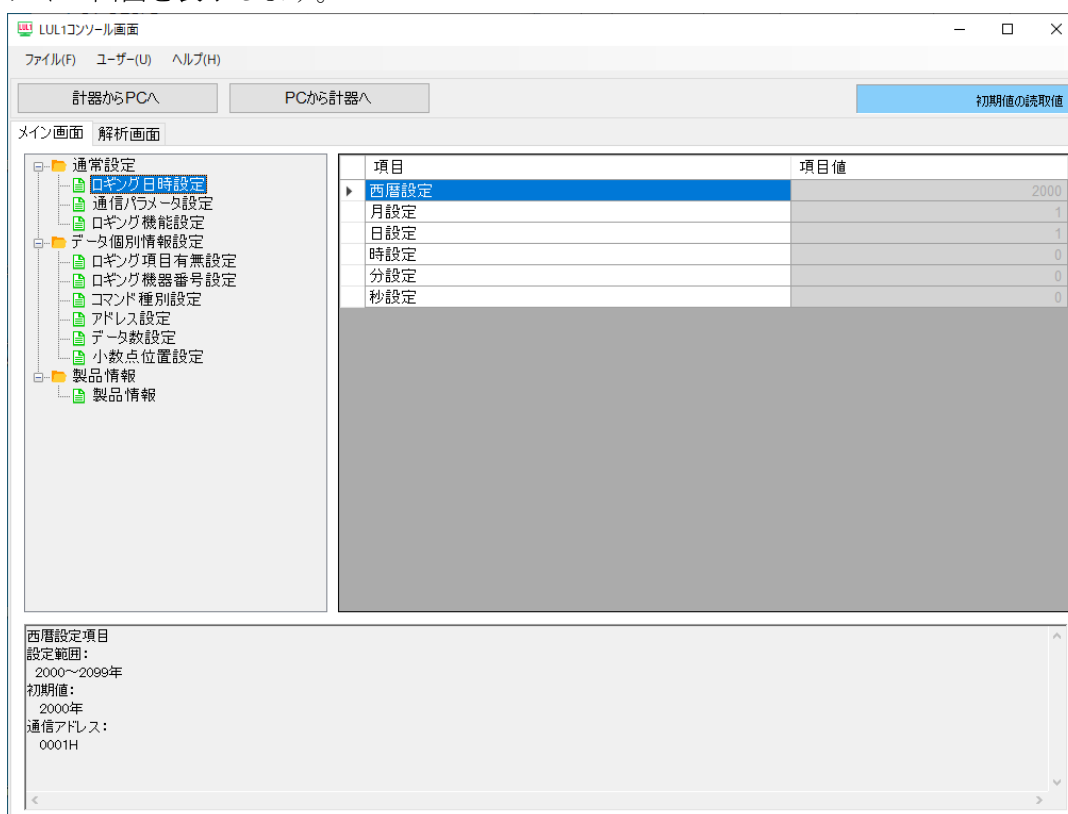 LUL1コンソール画面
ファイル(F) ユーザー(U) ヘルプ(H)
計器からPCへ PCから計器へ 初期値の読取値
メイン画面 解析画面
通常設定
ロギング日時設定
通信パラメータ設定
ロギング機能設定
データ個別情報設定
ロギング項目有無設定
ロギング機器番号設定
コマンド種別設定
アドレス設定
データ数設定
小数点位置設定
製品情報
製品情報
項目 項目値
西暦設定 2000
月設定 1
日設定 1
時設定 0
分設定 0
秒設定 0
西暦設定項目
設定範囲:
2000~2099年
初期値:
2000年
通信アドレス:
0001H